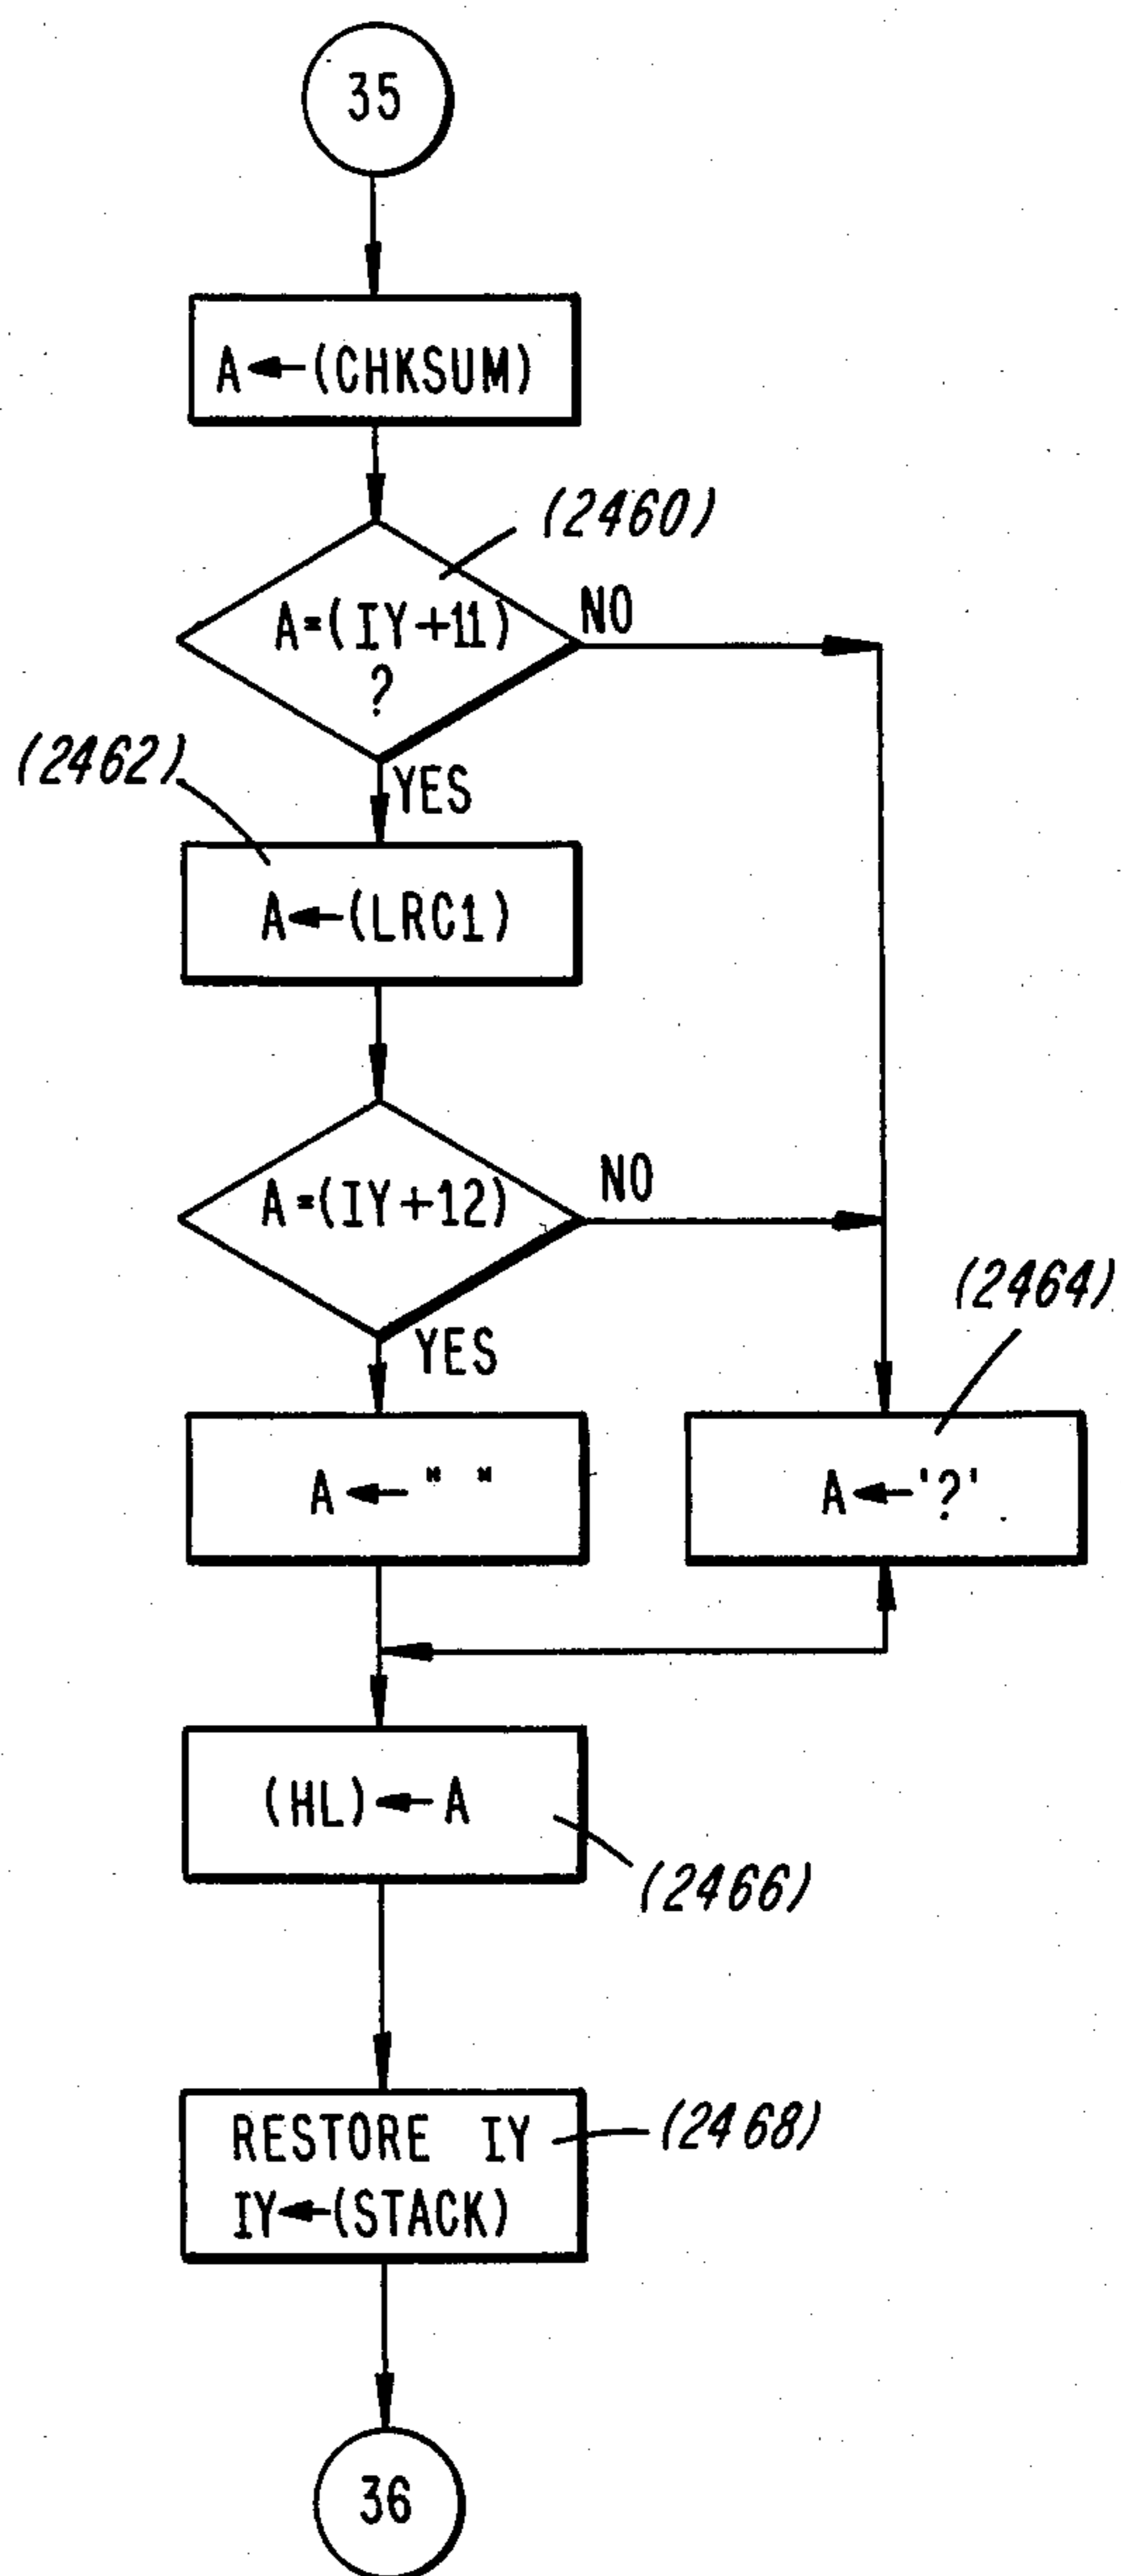 35
A←(CHKSUM)
(2460)
A=(IY+11)
?
NO
(2462)
YES
A←(LRC1)
A=(IY+12)
NO
(2464)
YES
A←" "
A←'?'
(HL)←A
(2466)
RESTORE IY
IY←(STACK)
(2468)
36